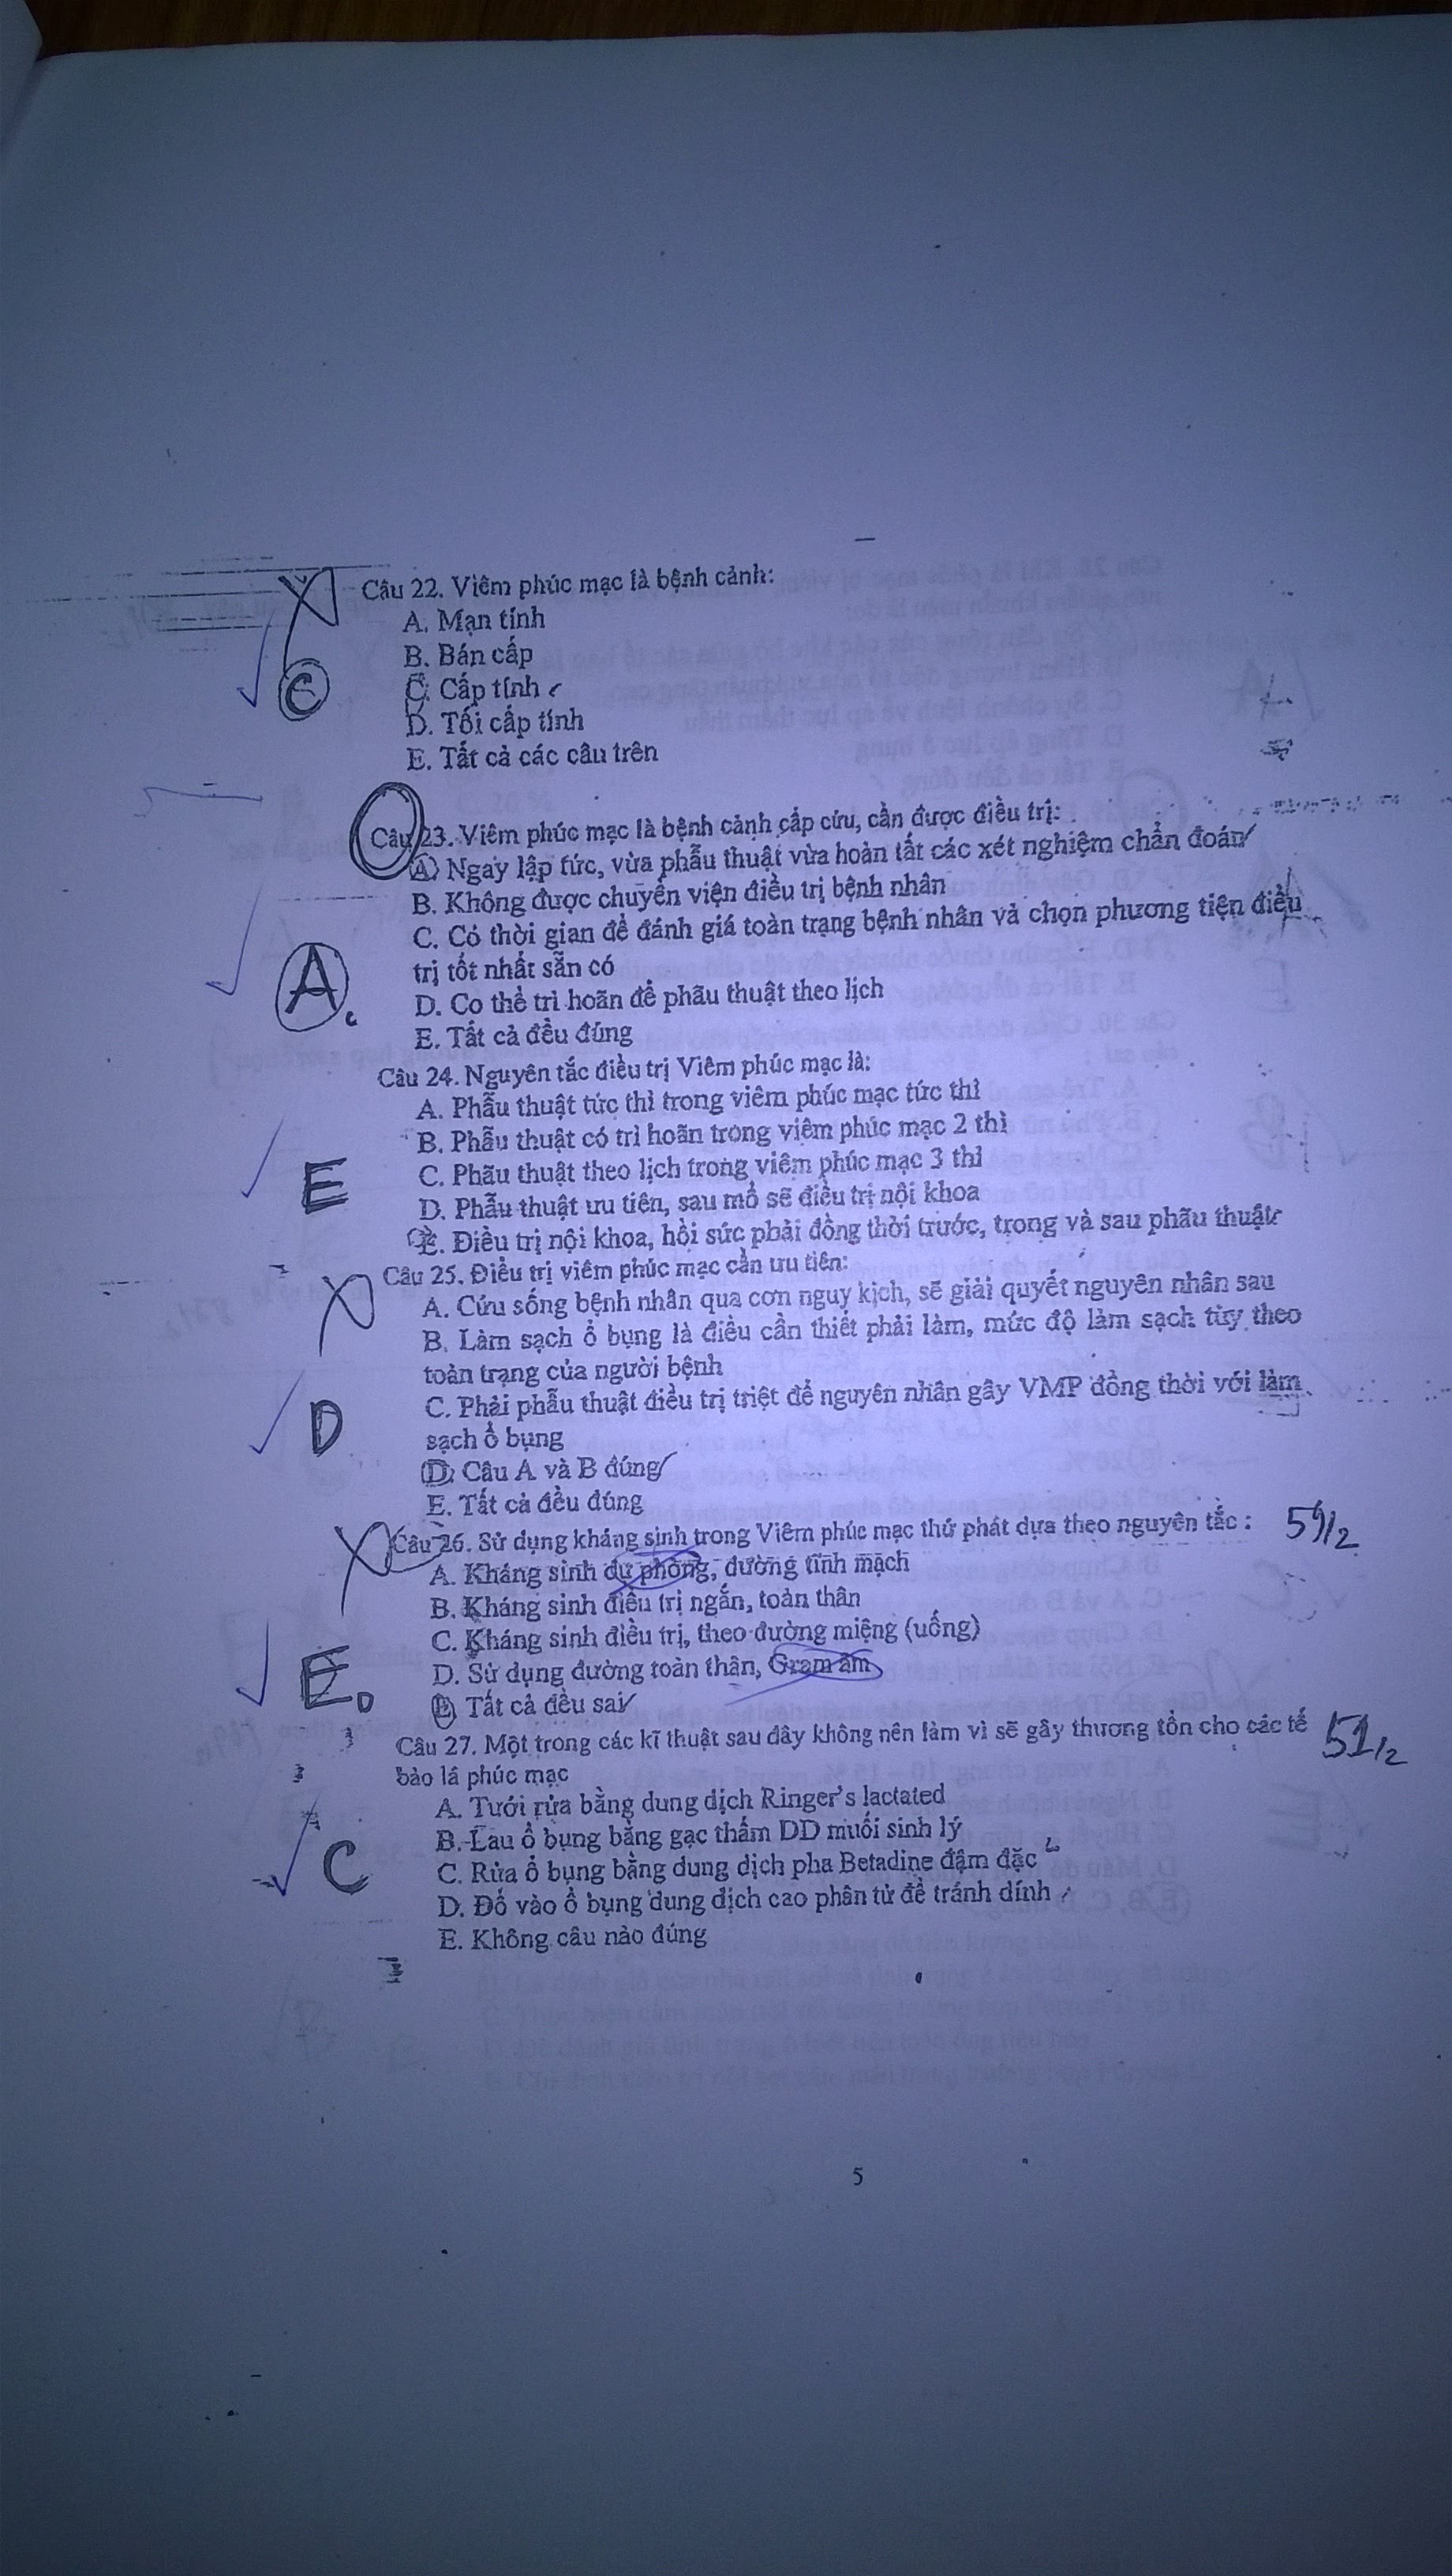 Câu 22. Viêm phúc mạc là bệnh cảnh:
A. Mạn tính
B. Bán cấp
C C. Cấp tính
D. Tối cấp tính
E. Tất cả các câu trên
Câu 23. Viêm phúc mạc là bệnh cảnh cấp cứu, cần được điều trị:
A. Ngay lập tức, vừa phẫu thuật vừa hoàn tất các xét nghiệm chẩn đoán
B. Không được chuyển viện điều trị bệnh nhân
C. Có thời gian để đánh giá toàn trạng bệnh nhân và chọn phương tiện điều
A. trị tốt nhất sẵn có
D. Co thể trì hoãn để phẫu thuật theo lịch
E. Tất cả đều đúng
Câu 24. Nguyên tắc điều trị Viêm phúc mạc là:
A. Phẫu thuật tức thì trong viêm phúc mạc tức thì
B. Phẫu thuật có trì hoãn trong viêm phúc mạc 2 thì
E C. Phẫu thuật theo lịch trong viêm phúc mạc 3 thì
D. Phẫu thuật ưu tiên, sau mổ sẽ điều trị nội khoa
E. Điều trị nội khoa, hồi sức phải đồng thời trước, trong và sau phẫu thuật
Câu 25. Điều trị viêm phúc mạc cần ưu tiên:
A. Cứu sống bệnh nhân qua cơn nguy kịch, sẽ giải quyết nguyên nhân sau
B. Làm sạch ổ bụng là điều cần thiết phải làm, mức độ làm sạch tùy theo
toàn trạng của người bệnh
C. Phải phẫu thuật điều trị triệt để nguyên nhân gây VMP đồng thời với làm
D sạch ổ bụng
D. Câu A và B đúng
E. Tất cả đều đúng
Câu 26. Sử dụng kháng sinh trong Viêm phúc mạc thứ phát dựa theo nguyên tắc : 51/2
A. Kháng sinh dự phòng, đường tĩnh mạch
B. Kháng sinh điều trị ngắn, toàn thân
C. Kháng sinh điều trị, theo đường miệng (uống)
E D. Sử dụng đường toàn thân, Gram âm
E Tất cả đều sai
Câu 27. Một trong các kĩ thuật sau đây không nên làm vì sẽ gây thương tổn cho các tế 51/2
bào lá phúc mạc
A. Tưới rửa bằng dung dịch Ringer's lactated
B. Lau ổ bụng bằng gạc thấm DD muối sinh lý
C C. Rửa ổ bụng bằng dung dịch pha Betadine đậm đặc
D. Đổ vào ổ bụng dung dịch cao phân tử để tránh dính
E. Không câu nào đúng
5